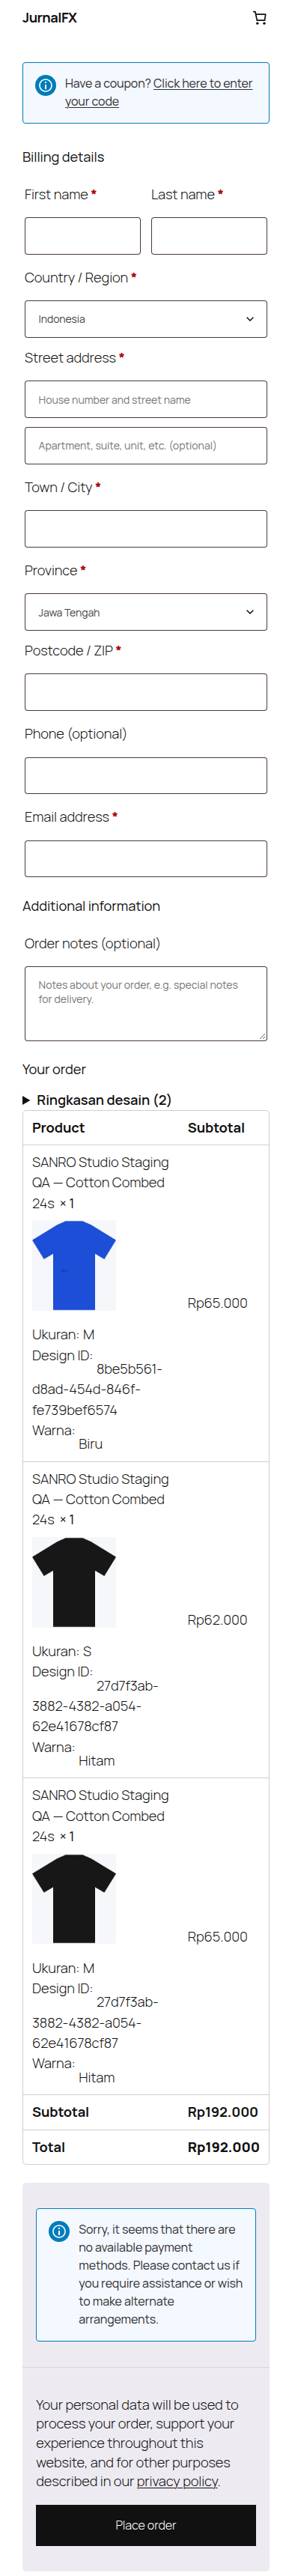 JurnalFX
Have a coupon? Click here to enter
your code
Billing details
First name *
Last name *
Country / Region *
Indonesia
Street address *
House number and street name
Apartment, suite, unit, etc. (optional)
Town / City *
Province *
Jawa Tengah
Postcode / ZIP *
Phone (optional)
Email address *
Additional information
Order notes (optional)
Notes about your order, e.g. special notes
for delivery.
Your order
Ringkasan desain (2)
Product Subtotal
SANRO Studio Staging
QA — Cotton Combed
24s × 1
Rp65.000
Ukuran: M
Design ID:
8be5b561-
d8ad-454d-846f-
fe739bef6574
Warna:
Biru
SANRO Studio Staging
QA — Cotton Combed
24s × 1
Rp62.000
Ukuran: S
Design ID:
27d7f3ab-
3882-4382-a054-
62e41678cf87
Warna:
Hitam
SANRO Studio Staging
QA — Cotton Combed
24s × 1
Rp65.000
Ukuran: M
Design ID:
27d7f3ab-
3882-4382-a054-
62e41678cf87
Warna:
Hitam
Subtotal Rp192.000
Total Rp192.000
Sorry, it seems that there are
no available payment
methods. Please contact us if
you require assistance or wish
to make alternate
arrangements.
Your personal data will be used to
process your order, support your
experience throughout this
website, and for other purposes
described in our privacy policy.
Place order